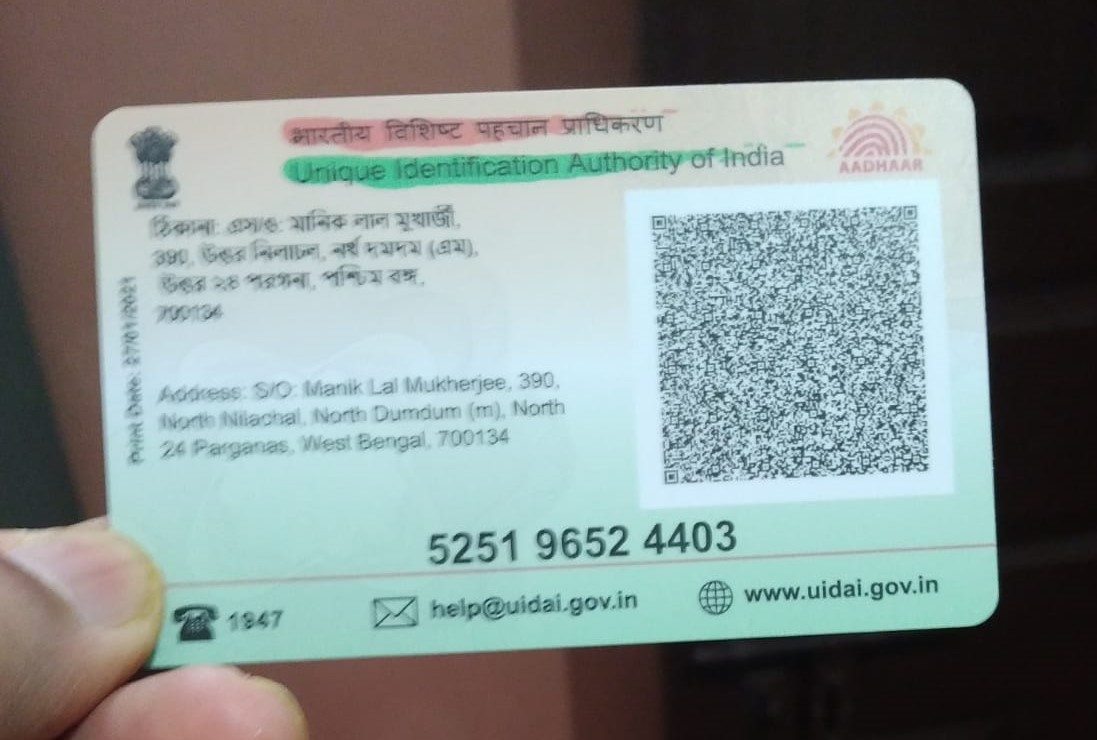 भारतीय विशिष्ट पहचान प्राधिकरण
Unique Identification Authority of India
AADHAAR
ঠিকানা: এস/ও: মানিক লাল মুখার্জী,
390, উত্তর নিলাচল, নর্থ দমদম (এম),
উত্তর ২৪ পরগনা, পশ্চিম বঙ্গ,
700134
Print Date: 27/01/2021
Address: S/O: Manik Lal Mukherjee, 390,
North Nilachal, North Dumdum (m), North
24 Parganas, West Bengal, 700134
5251 9652 4403
1947
help@uidai.gov.in
www.uidai.gov.in